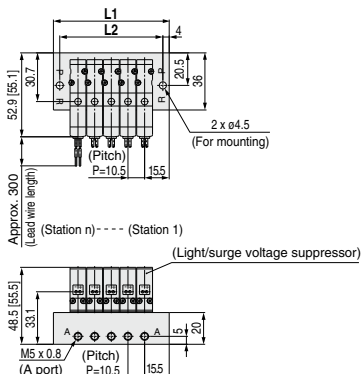 L1
L2
4
52.9 [55.1]
30.7
P
R
P
R
20.5
36
2 x ø4.5
(For mounting)
(Pitch)
P=10.5
15.5
Approx. 300
(Lead wire length)
(Station n)
(Station 1)
(Light/surge voltage suppressor)
48.5 [55.5]
33.1
A
A
5
20
M5 x 0.8
(A port)
(Pitch)
P=10.5
15.5